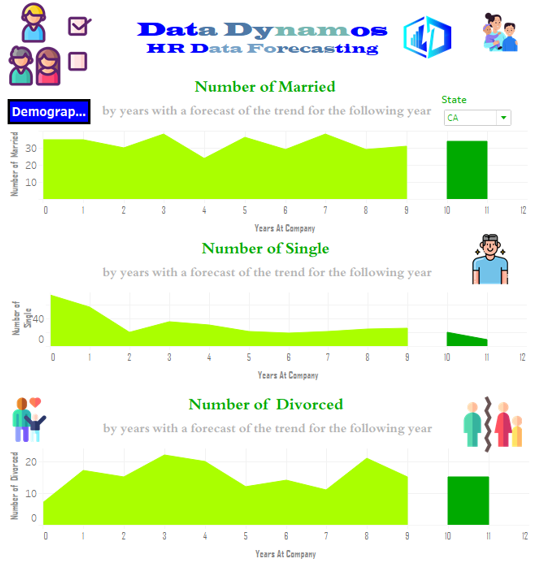 Data Dynamos
HR Data Forecasting
Number of Married
by years with a forecast of the trend for the following year
State
CA
Demograp...
Number of Married
30
20
10
0 1 2 3 4 5 6 7 8 9 10 11 12
Years At Company
Number of Single
by years with a forecast of the trend for the following year
Number of
Single
40
0
0 1 2 3 4 5 6 7 8 9 10 11 12
Years At Company
Number of Divorced
by years with a forecast of the trend for the following year
Number of Divorced
20
10
0
0 1 2 3 4 5 6 7 8 9 10 11 12
Years At Company